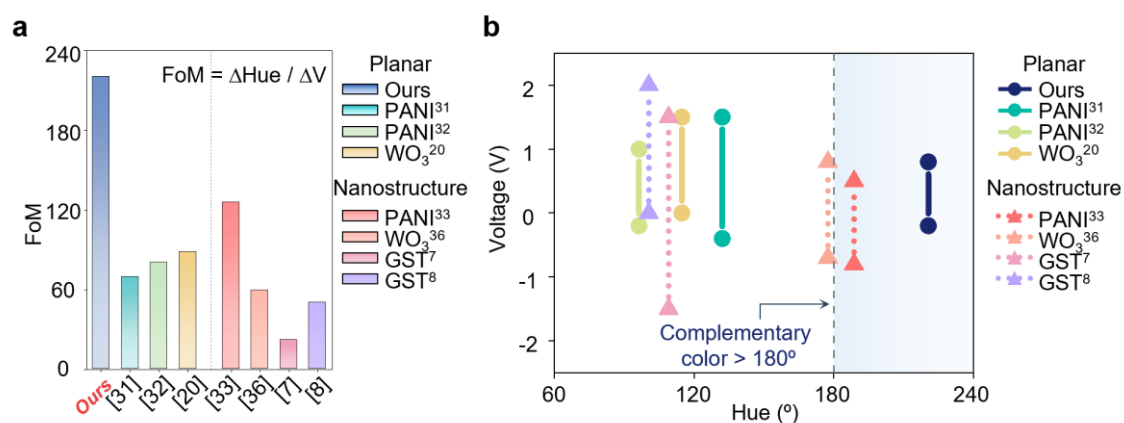 a
240
180
120
60
0
FoM
FoM = ΔHue / ΔV
Ours
[31]
[32]
[20]
[33]
[36]
[7]
[8]
Planar
Ours
PANI³¹
PANI³²
WO₃²⁰
Nanostructure
PANI³³
WO₃³⁶
GST⁷
GST⁸
b
2
1
0
-1
-2
Voltage (V)
Complementary
color > 180º
60
120
180
240
Hue (º)
Planar
Ours
PANI³¹
PANI³²
WO₃²⁰
Nanostructure
PANI³³
WO₃³⁶
GST⁷
GST⁸